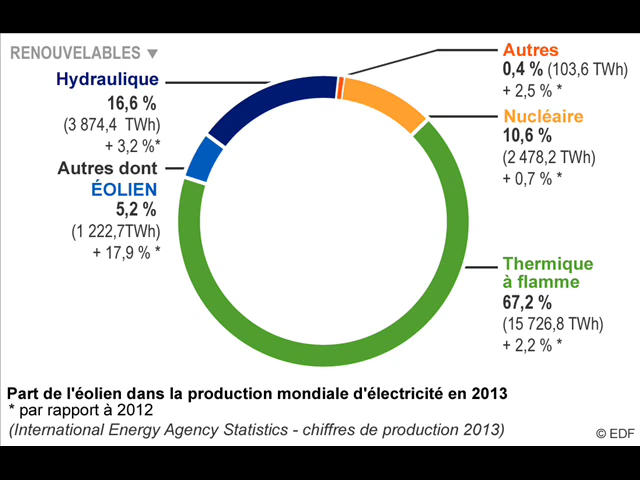 RENOUVELABLES ▼
Hydraulique
16,6 %
(3 874,4 TWh)
+ 3,2 %*
Autres dont
ÉOLIEN
5,2 %
(1 222,7TWh)
+ 17,9 % *
Autres
0,4 % (103,6 TWh)
+ 2,5 % *
Nucléaire
10,6 %
(2 478,2 TWh)
+ 0,7 % *
Thermique
à flamme
67,2 %
(15 726,8 TWh)
+ 2,2 % *
Part de l'éolien dans la production mondiale d'électricité en 2013
* par rapport à 2012
(International Energy Agency Statistics - chiffres de production 2013)
© EDF